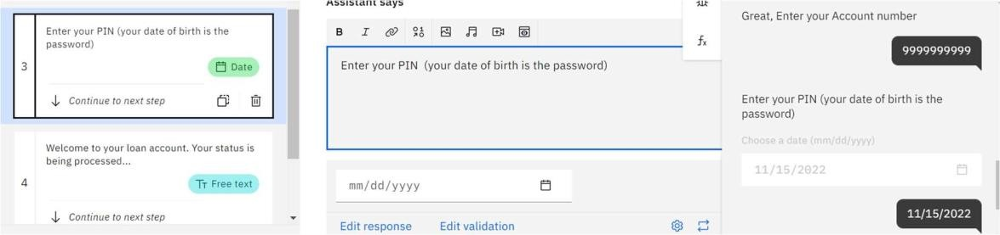 Enter your PIN (your date of birth is the
password)
3
Date
Continue to next step
Welcome to your loan account. Your status is
being processed...
4
Tт Free text
Continue to next step
Assistant says
B I
Enter your PIN (your date of birth is the password)
mm/dd/yyyy
Edit response Edit validation
fx
Great, Enter your Account number
9999999999
Enter your PIN (your date of birth is the
password)
Choose a date (mm/dd/yyyy)
11/15/2022
11/15/2022